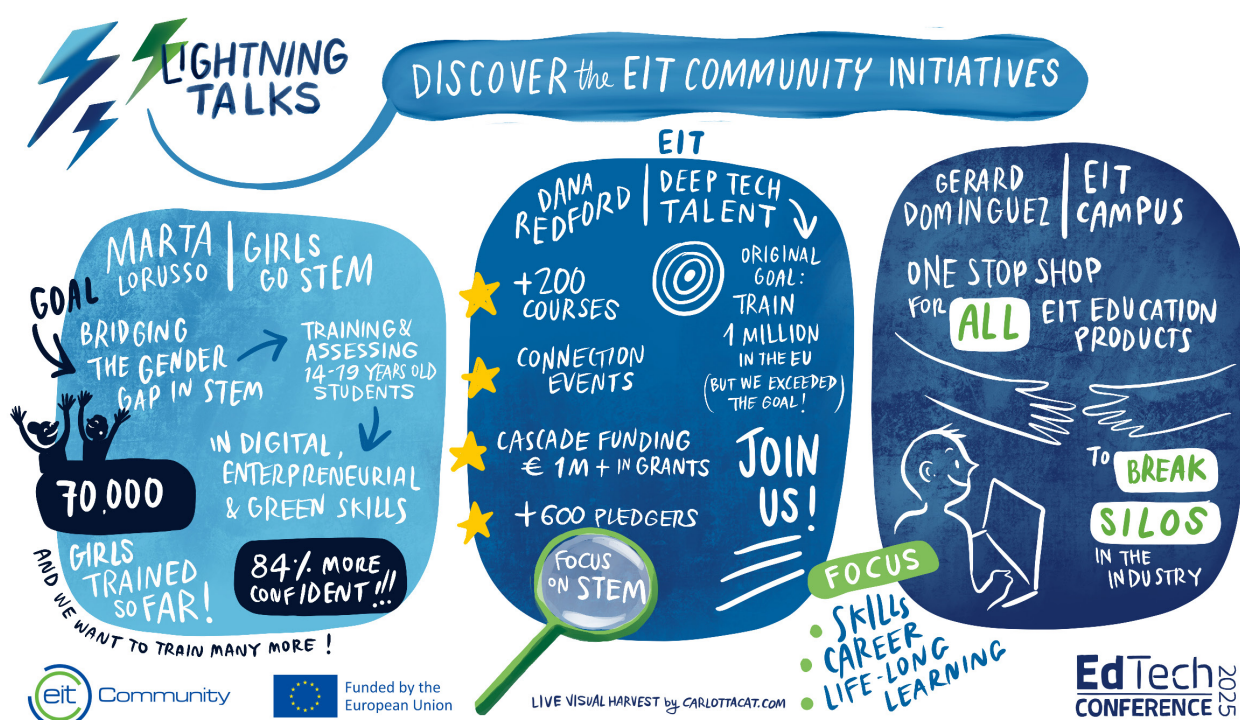 LIGHTNING
TALKS
DISCOVER the EIT COMMUNITY INITIATIVES
MARTA
LORUSSO
GIRLS
GO STEM
GOAL
BRIDGING
THE GENDER
GAP IN STEM
TRAINING &
ASSESSING
14-19 YEARS OLD
STUDENTS
IN DIGITAL,
ENTERPRENEURIAL
& GREEN SKILLS
70.000
GIRLS
TRAINED
SO FAR!
84% MORE
CONFIDENT!!!
AND WE WANT TO TRAIN MANY MORE!
EIT
DANA
REDFORD
DEEP TECH
TALENT
+200
COURSES
CONNECTION
EVENTS
CASCADE FUNDING
€ 1M + IN GRANTS
+600 PLEDGERS
ORIGINAL
GOAL:
TRAIN
1 MILLION
IN THE EU
(BUT WE EXCEEDED
THE GOAL!)
JOIN
US!
FOCUS
ON STEM
GERARD
DOMINGUEZ
EIT
CAMPUS
ONE STOP SHOP
FOR ALL EIT EDUCATION
PRODUCTS
TO BREAK
SILOS
IN THE
INDUSTRY
FOCUS
SKILLS
CAREER
LIFE-LONG
LEARNING
eit Community
Funded by the
European Union
LIVE VISUAL HARVEST by CARLOTTACAT.COM
EdTech
CONFERENCE 2025